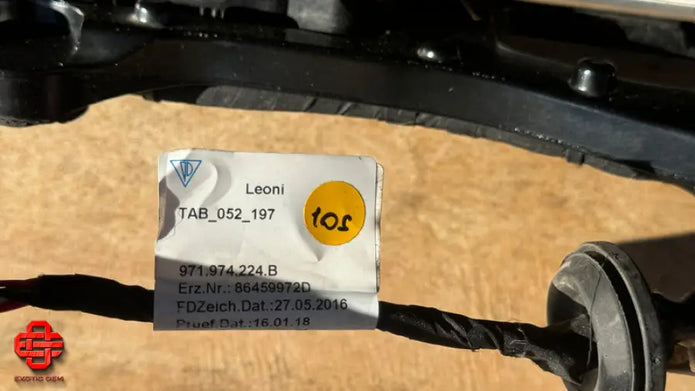 Leoni
TAB_052_197
102
971.974.224.B
Erz.Nr.: 86459972D
FDZeich.Dat.:27.05.2016
Pruef.Dat.:16.01.18
EXOTIC OEM